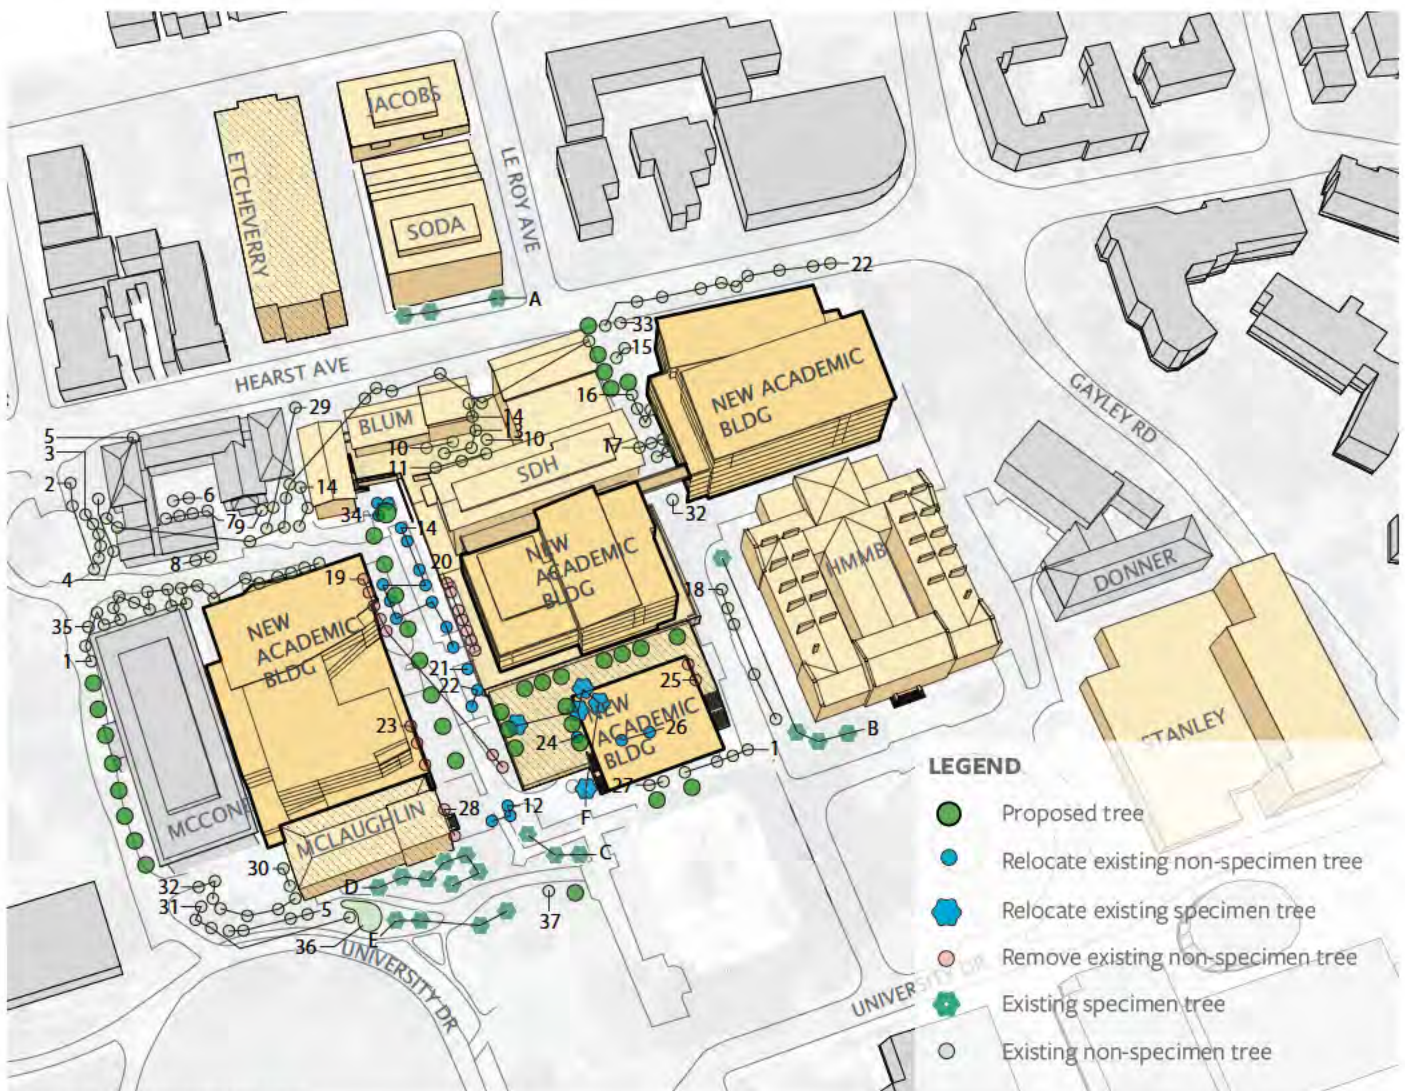 JACOBS
ETCHEVERRY
LE ROY AVE
SODA
A
22
HEARST AVE
33
15
16
NEW ACADEMIC
BLDG
GAYLEY RD
29
BLUM
14
13
10
10
11
17
SDH
5
3
2
6
7
9
14
34
14
32
4
8
19
20
NEW
ACADEMIC
BLDG
HMMB
DONNER
18
35
1
NEW
ACADEMIC
BLDG
21
22
25
23
24
NEW
ACADEMIC
BLDG
26
B
1
STANLEY
27
MCCONE
MCLAUGHLIN
28
12
F
C
30
D
32
31
5
36
E
37
UNIVERSITY DR
UNIVERSITY DR
LEGEND
Proposed tree
Relocate existing non-specimen tree
Relocate existing specimen tree
Remove existing non-specimen tree
Existing specimen tree
Existing non-specimen tree